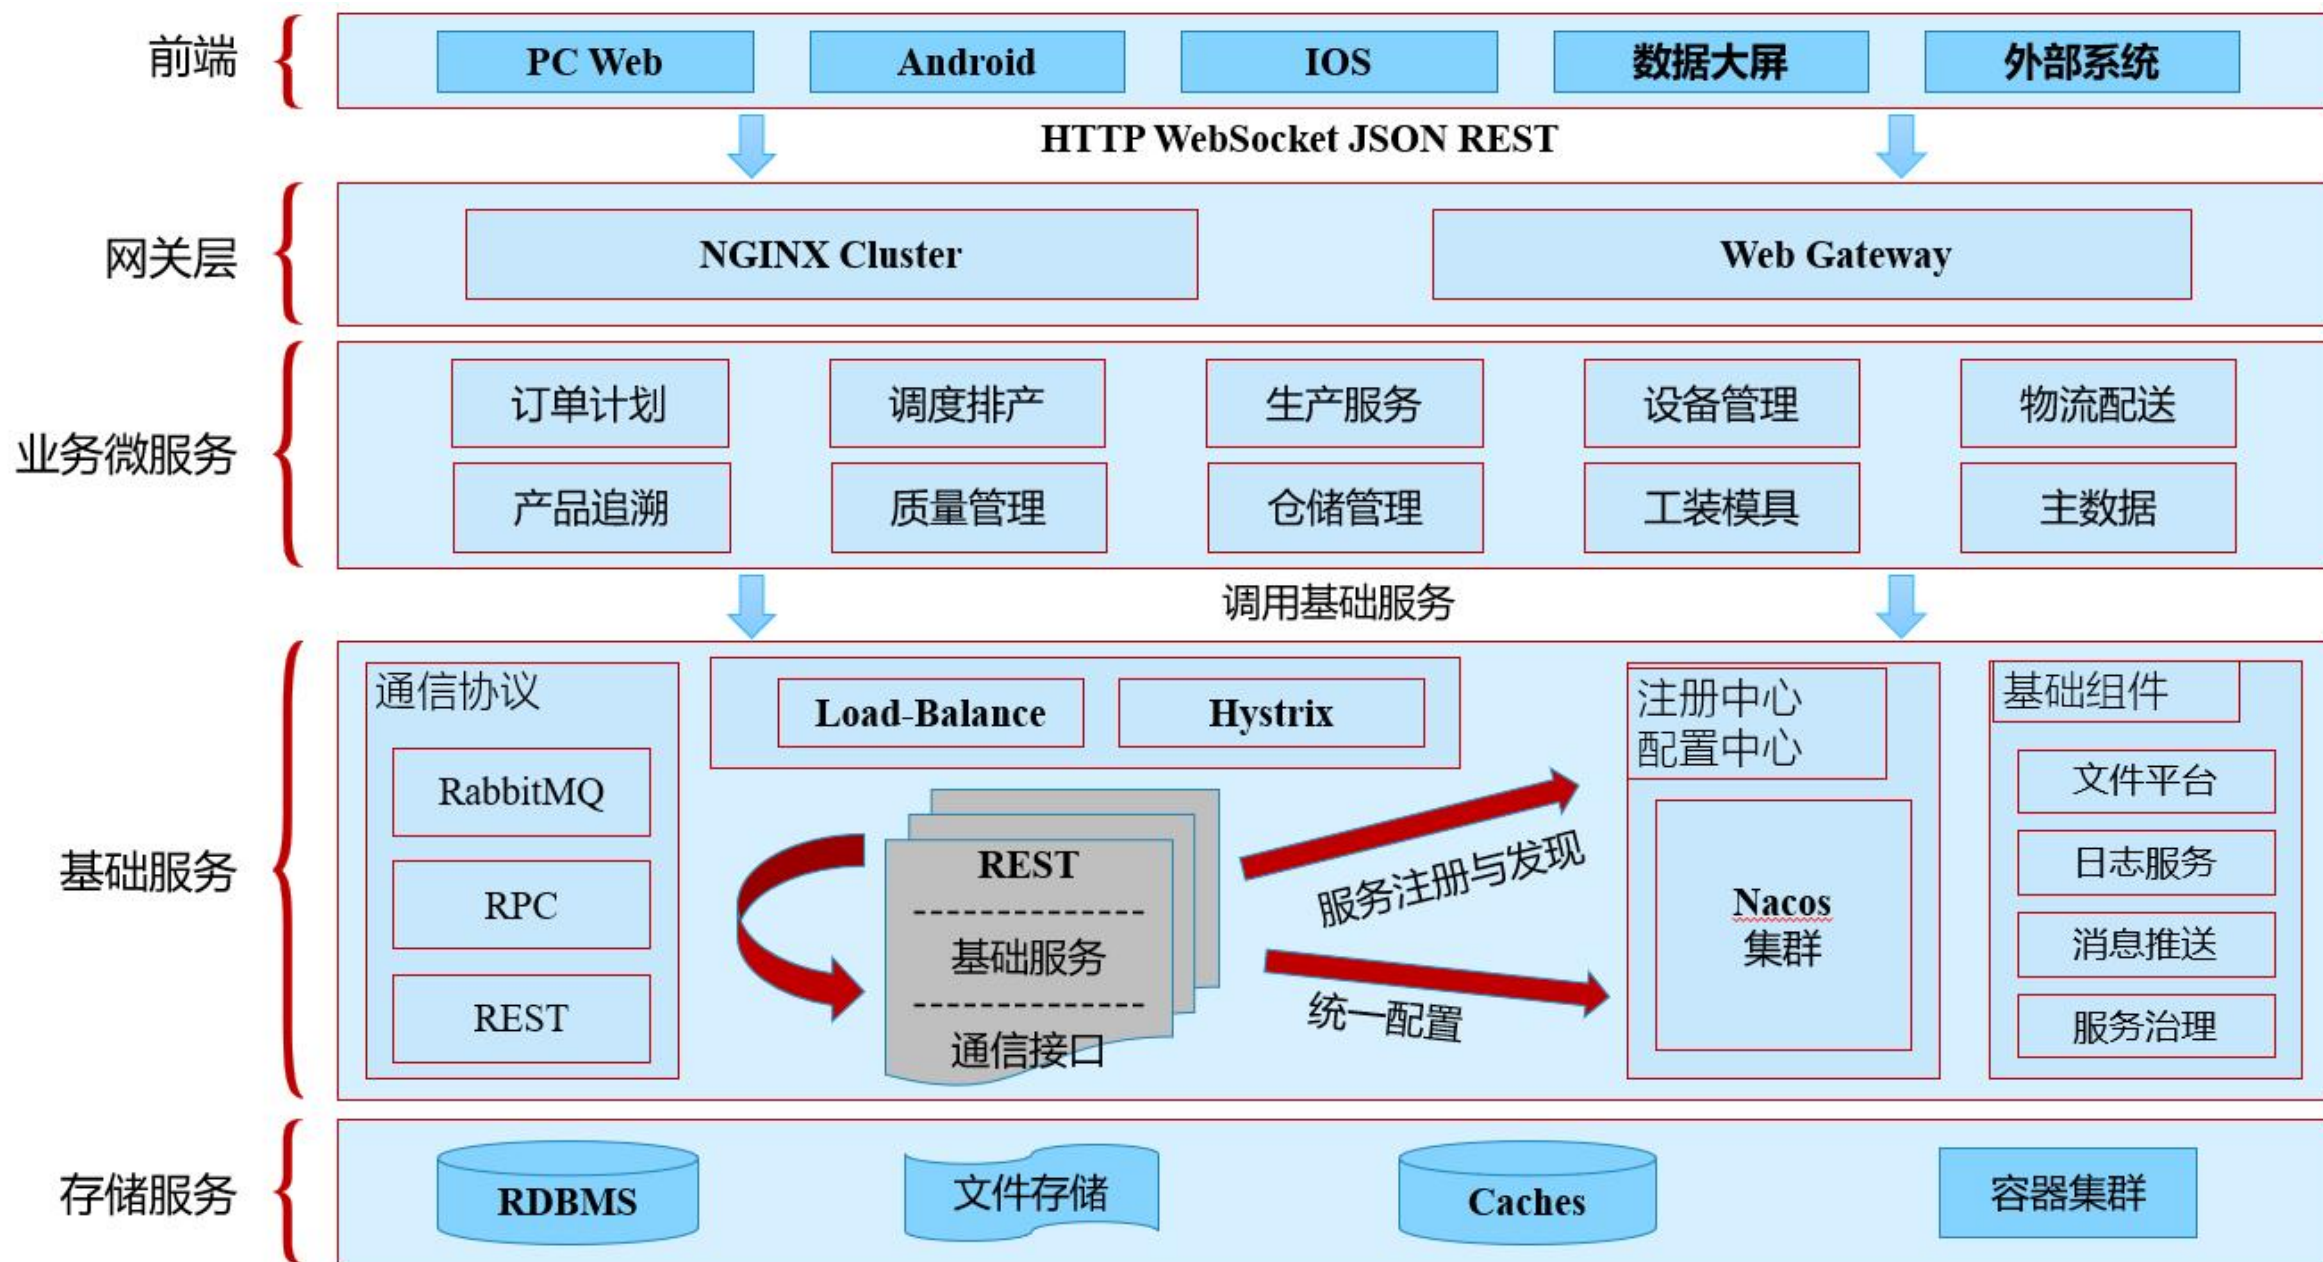 前端
PC Web
Android
IOS
数据大屏
外部系统
HTTP WebSocket JSON REST
网关层
NGINX Cluster
Web Gateway
业务微服务
订单计划
调度排产
生产服务
设备管理
物流配送
产品追溯
质量管理
仓储管理
工装模具
主数据
调用基础服务
基础服务
通信协议
RabbitMQ
RPC
REST
Load-Balance
Hystrix
REST
基础服务
通信接口
服务注册与发现
统一配置
注册中心
配置中心
Nacos
集群
基础组件
文件平台
日志服务
消息推送
服务治理
存储服务
RDBMS
文件存储
Caches
容器集群